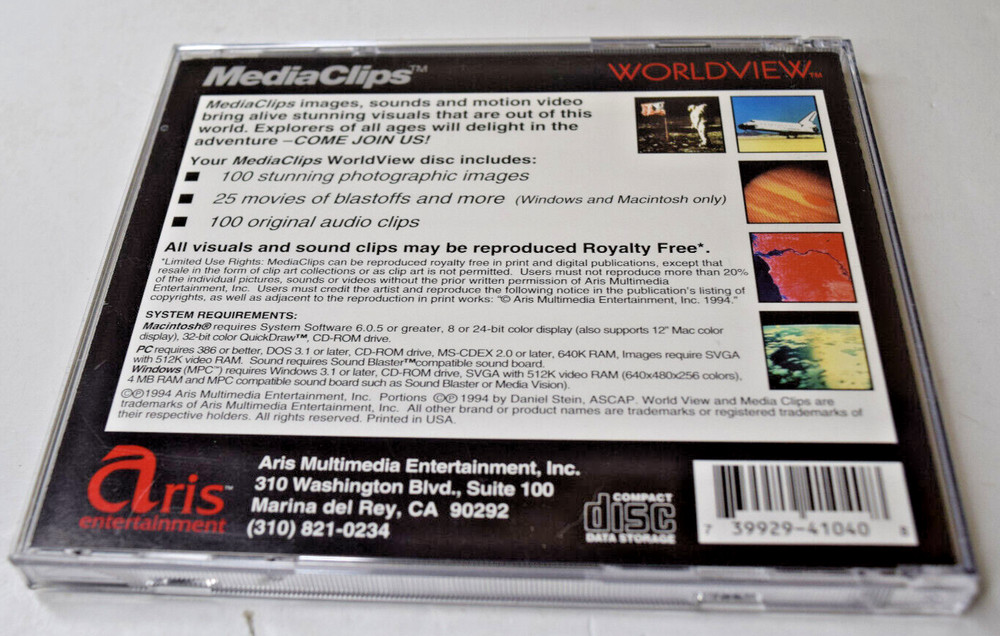 MediaClips™
WORLDVIEW™
MediaClips images, sounds and motion video
bring alive stunning visuals that are out of this
world. Explorers of all ages will delight in the
adventure –COME JOIN US!
Your MediaClips WorldView disc includes:
■ 100 stunning photographic images
■ 25 movies of blastoffs and more (Windows and Macintosh only)
■ 100 original audio clips
All visuals and sound clips may be reproduced Royalty Free*.
*Limited Use Rights: MediaClips can be reproduced royalty free in print and digital publications, except that
resale in the form of clip art collections or as clip art is not permitted. Users must not reproduce more than 20%
of the individual pictures, sounds or videos without the prior written permission of Aris Multimedia
Entertainment, Inc. Users must credit the artist and reproduce the following notice in the publication's listing of
copyrights, as well as adjacent to the reproduction in print works: "© Aris Multimedia Entertainment, Inc. 1994."
SYSTEM REQUIREMENTS:
Macintosh® requires System Software 6.0.5 or greater, 8 or 24-bit color display (also supports 12" Mac color
display), 32-bit color QuickDraw™, CD-ROM drive.
PC requires 386 or better, DOS 3.1 or later, CD-ROM drive, MS-CDEX 2.0 or later, 640K RAM, Images require SVGA
with 512K video RAM. Sound requires Sound Blaster™compatible sound board.
Windows (MPC™) requires Windows 3.1 or later, CD-ROM drive, SVGA with 512K video RAM (640x480x256 colors),
4 MB RAM and MPC compatible sound board such as Sound Blaster or Media Vision).
©℗1994 Aris Multimedia Entertainment, Inc. Portions ©℗ 1994 by Daniel Stein, ASCAP. World View and Media Clips are
trademarks of Aris Multimedia Entertainment, Inc. All other brand or product names are trademarks or registered trademarks of
their respective holders. All rights reserved. Printed in USA.
Aris™
entertainment
Aris Multimedia Entertainment, Inc.
310 Washington Blvd., Suite 100
Marina del Rey, CA 90292
(310) 821-0234
COMPACT
disc
DATA STORAGE
7 39929-41040 8